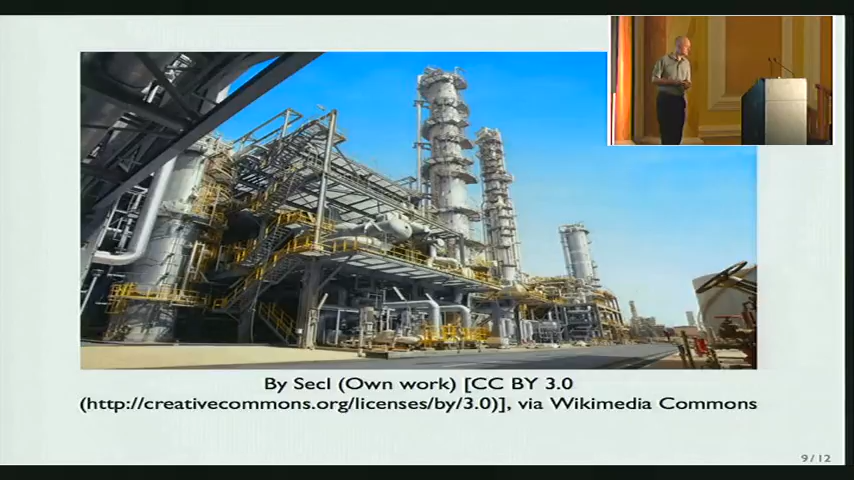 By Secl (Own work) [CC BY 3.0
(http://creativecommons.org/licenses/by/3.0)], via Wikimedia Commons
9/12